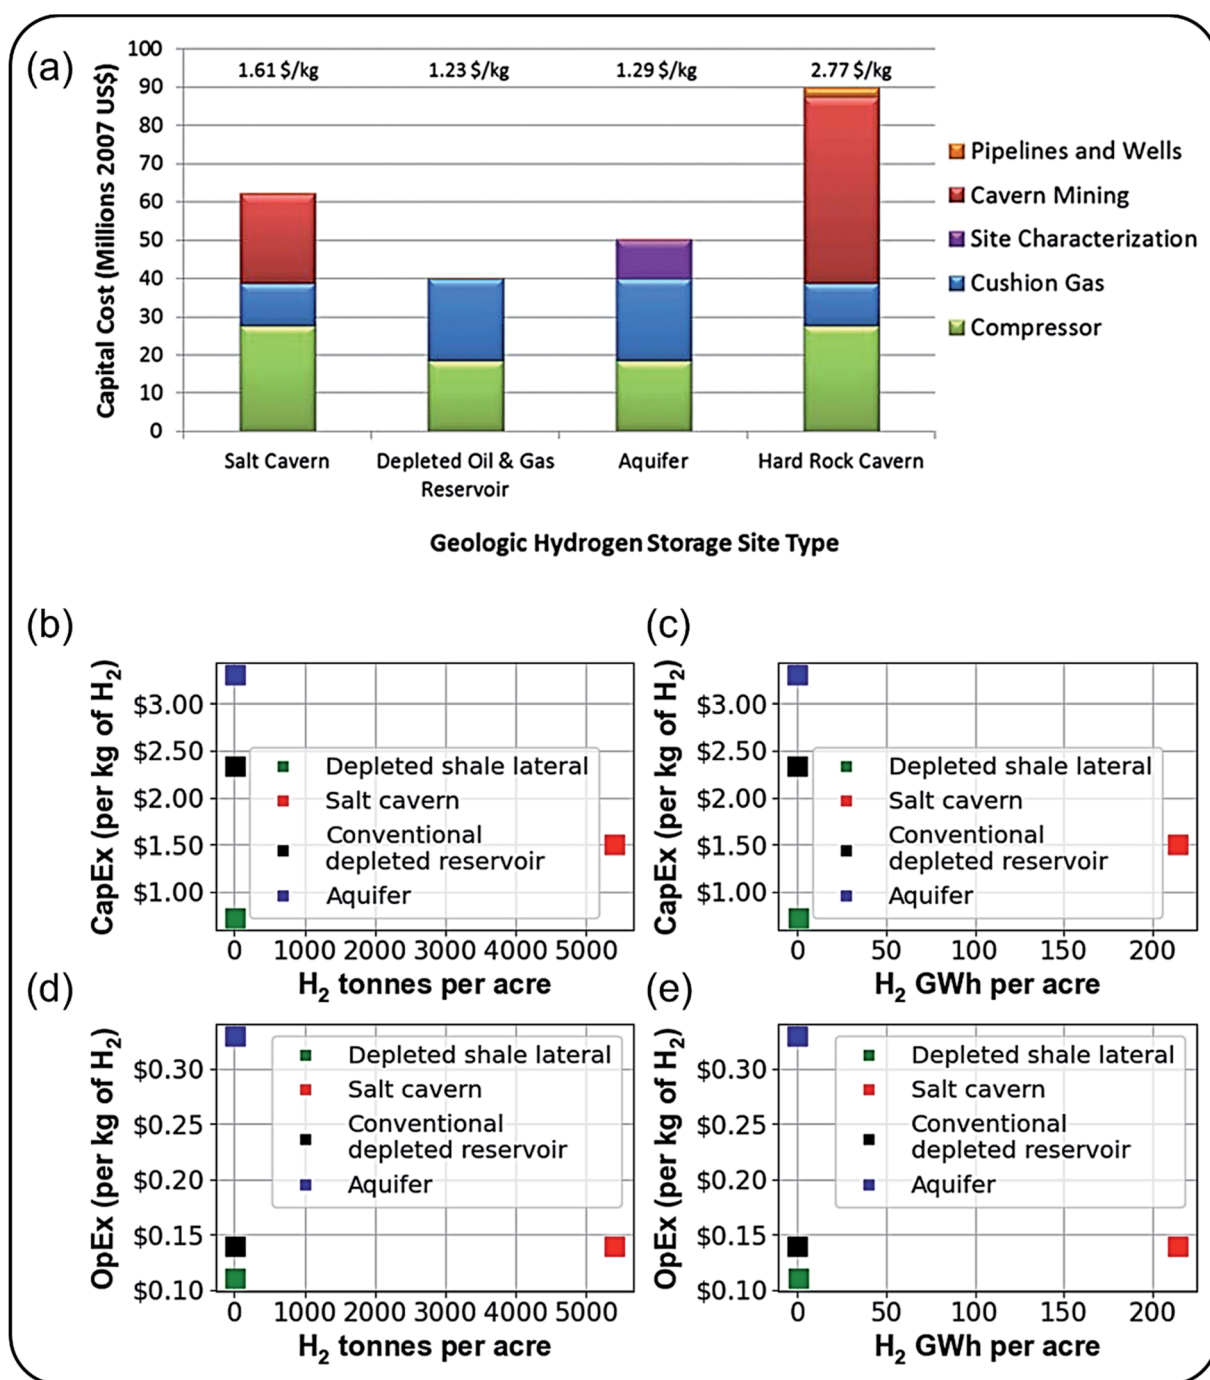 (a)
Capital Cost (Millions 2007 US$)
100
90
80
70
60
50
40
30
20
10
0
1.61 $/kg
1.23 $/kg
1.29 $/kg
2.77 $/kg
Pipelines and Wells
Cavern Mining
Site Characterization
Cushion Gas
Compressor
Salt Cavern
Depleted Oil & Gas
Reservoir
Aquifer
Hard Rock Cavern
Geologic Hydrogen Storage Site Type
(b)
CapEx (per kg of H₂)
$3.00
$2.50
$2.00
$1.50
$1.00
Depleted shale lateral
Salt cavern
Conventional
depleted reservoir
Aquifer
0 1000 2000 3000 4000 5000
H₂ tonnes per acre
(c)
CapEx (per kg of H₂)
$3.00
$2.50
$2.00
$1.50
$1.00
Depleted shale lateral
Salt cavern
Conventional
depleted reservoir
Aquifer
0 50 100 150 200
H₂ GWh per acre
(d)
OpEx (per kg of H₂)
$0.30
$0.25
$0.20
$0.15
$0.10
Depleted shale lateral
Salt cavern
Conventional
depleted reservoir
Aquifer
0 1000 2000 3000 4000 5000
H₂ tonnes per acre
(e)
OpEx (per kg of H₂)
$0.30
$0.25
$0.20
$0.15
$0.10
Depleted shale lateral
Salt cavern
Conventional
depleted reservoir
Aquifer
0 50 100 150 200
H₂ GWh per acre